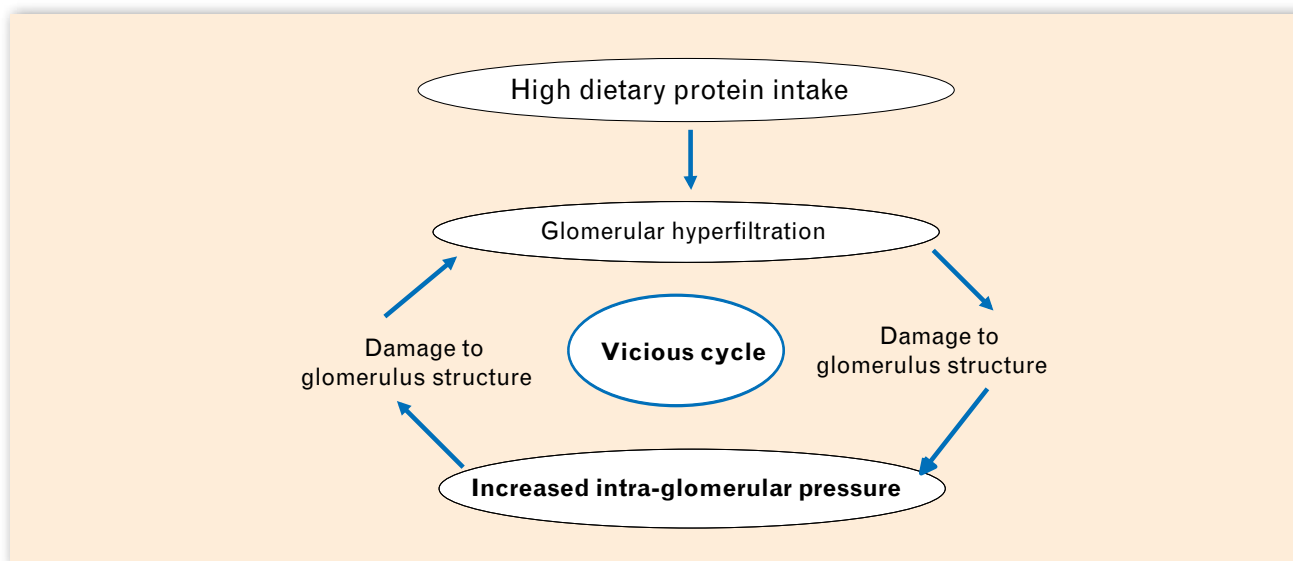 High dietary protein intake
Glomerular hyperfiltration
Damage to
glomerulus structure
Vicious cycle
Damage to
glomerulus structure
Increased intra-glomerular pressure